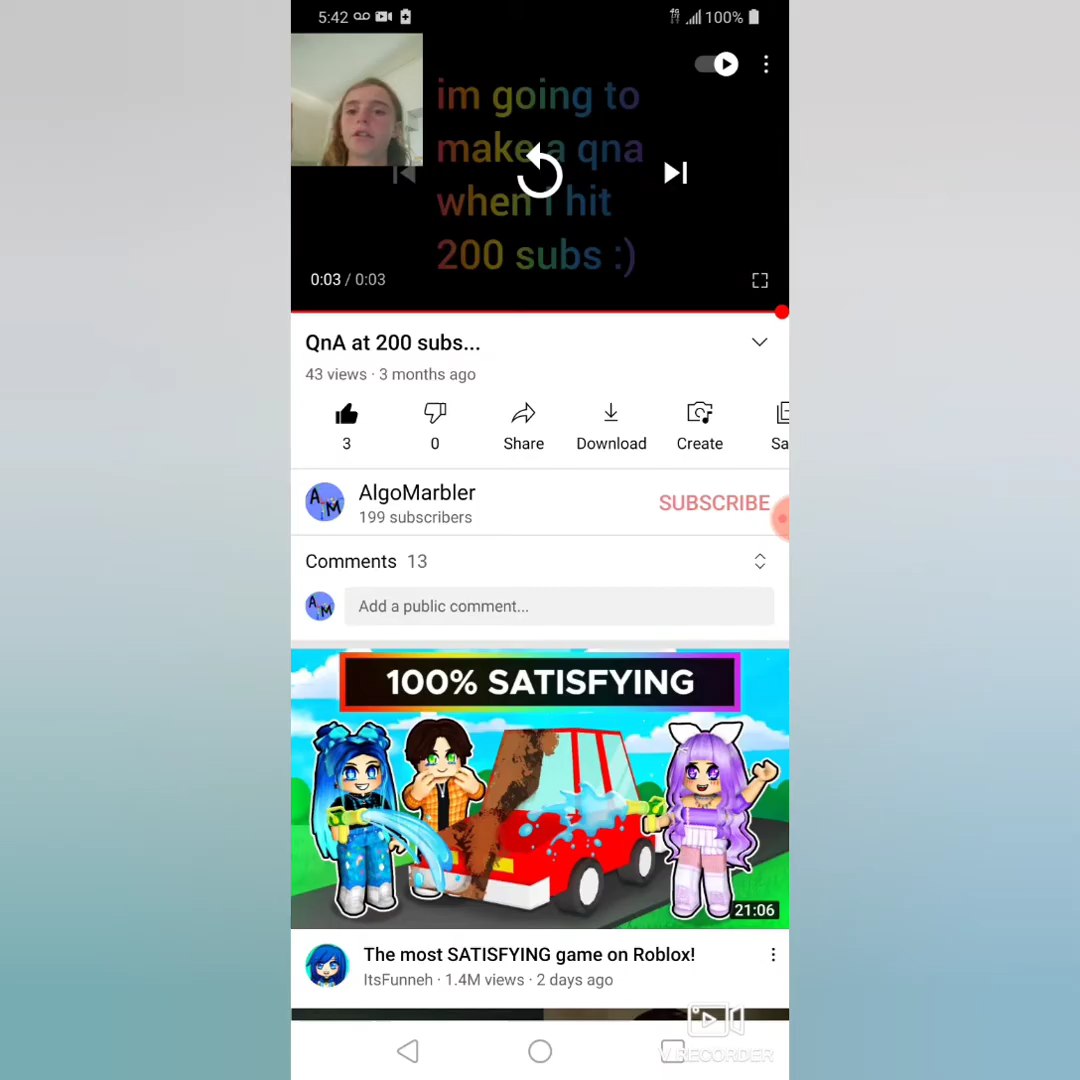 5:42
4G
100%
im going to
make a qna
when I hit
200 subs :)
0:03 / 0:03
QnA at 200 subs...
43 views · 3 months ago
3
0
Share
Download
Create
Sa
A M
AlgoMarbler
199 subscribers
SUBSCRIBE
Comments 13
A M
Add a public comment...
100% SATISFYING
21:06
The most SATISFYING game on Roblox!
ItsFunneh · 1.4M views · 2 days ago
V RECORDER